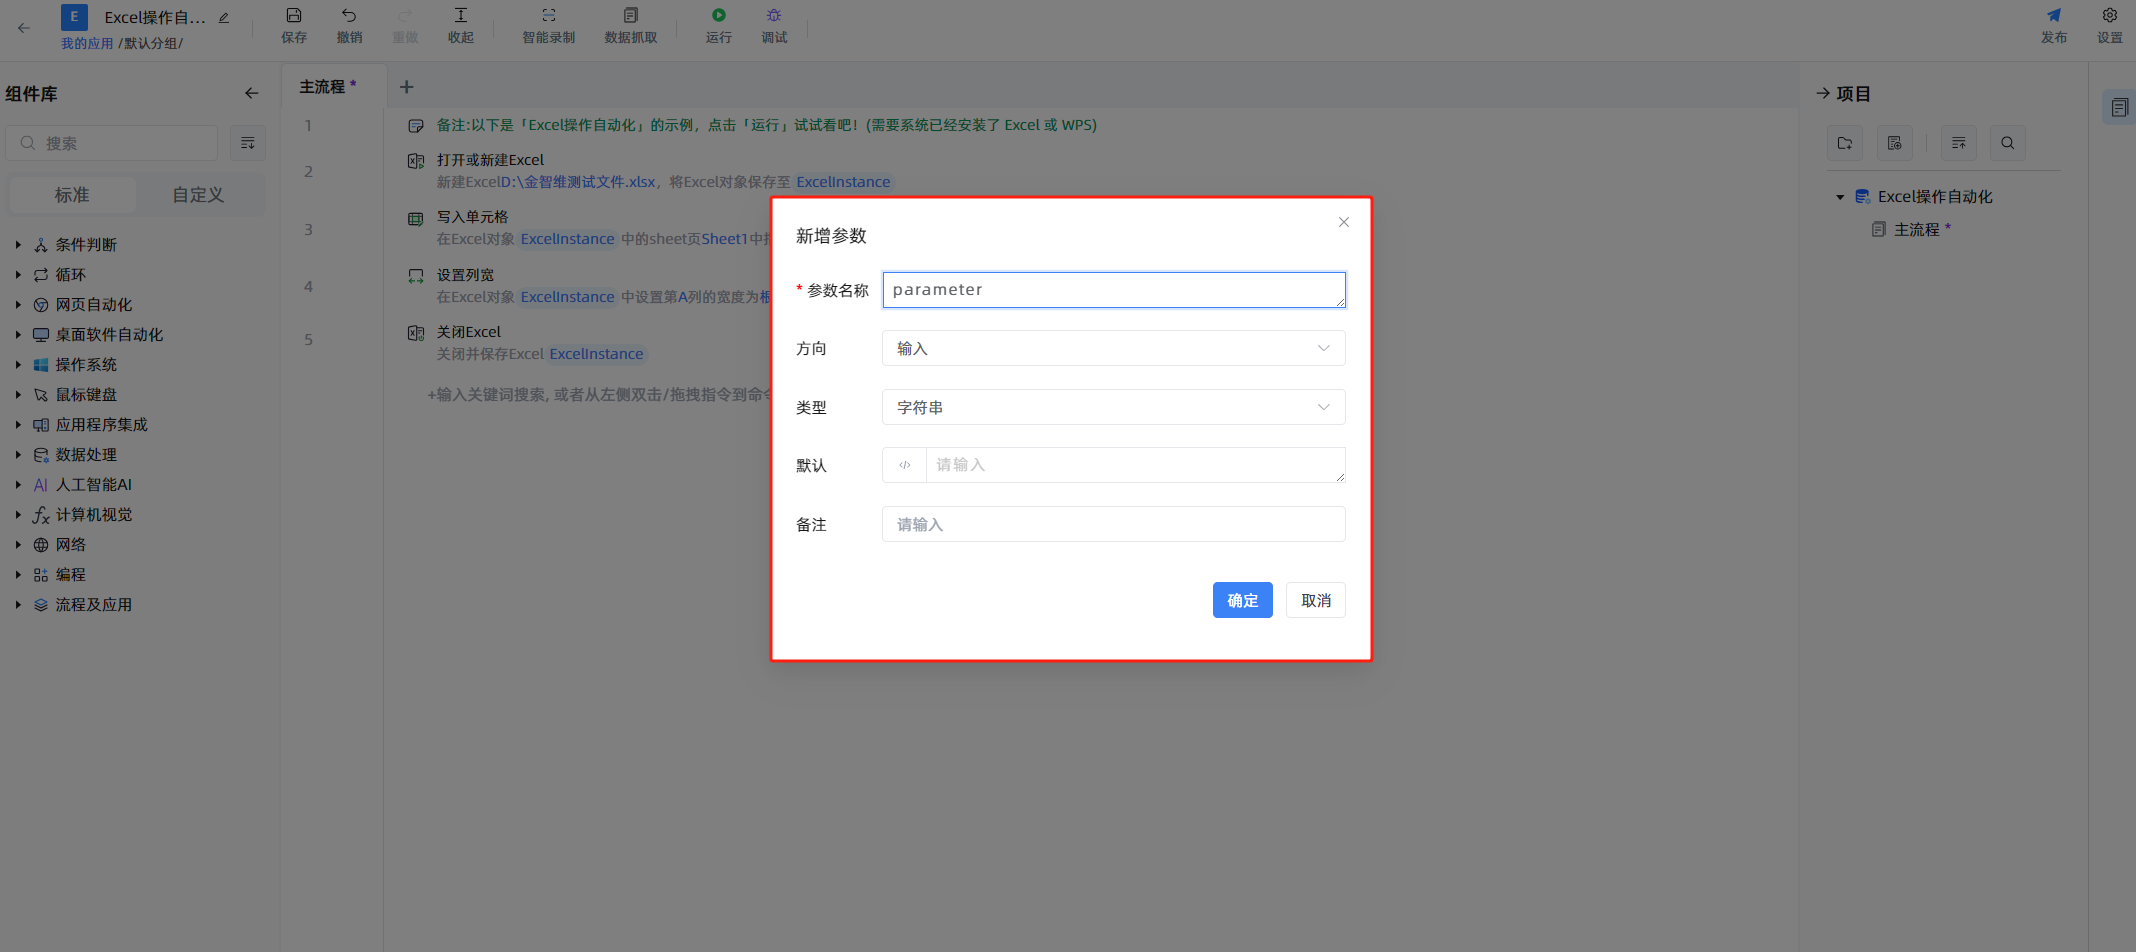 E Excel操作自... 保存 撤销 重做 收起 智能录制 数据抓取 运行 调试 发布 设置
我的应用 /默认分组/
组件库
搜索
标准 自定义
条件判断
循环
网页自动化
桌面软件自动化
操作系统
鼠标键盘
应用程序集成
数据处理
AI 人工智能AI
计算机视觉
网络
编程
流程及应用
主流程 *
1 备注:以下是「Excel操作自动化」的示例，点击「运行」试试看吧！(需要系统已经安装了 Excel 或 WPS)
2 打开或新建Excel
新建ExcelD:\金智维测试文件.xlsx，将Excel对象保存至 ExcelInstance
3 写入单元格
在Excel对象 ExcelInstance 中的sheet页Sheet1中
4 设置列宽
在Excel对象 ExcelInstance 中设置第A列的宽度为根
5 关闭Excel
关闭并保存Excel ExcelInstance
+输入关键词搜索, 或者从左侧双击/拖拽指令到命令
新增参数
* 参数名称 parameter
方向 输入
类型 字符串
默认 </> 请输入
备注 请输入
确定 取消
项目
Excel操作自动化
主流程 *